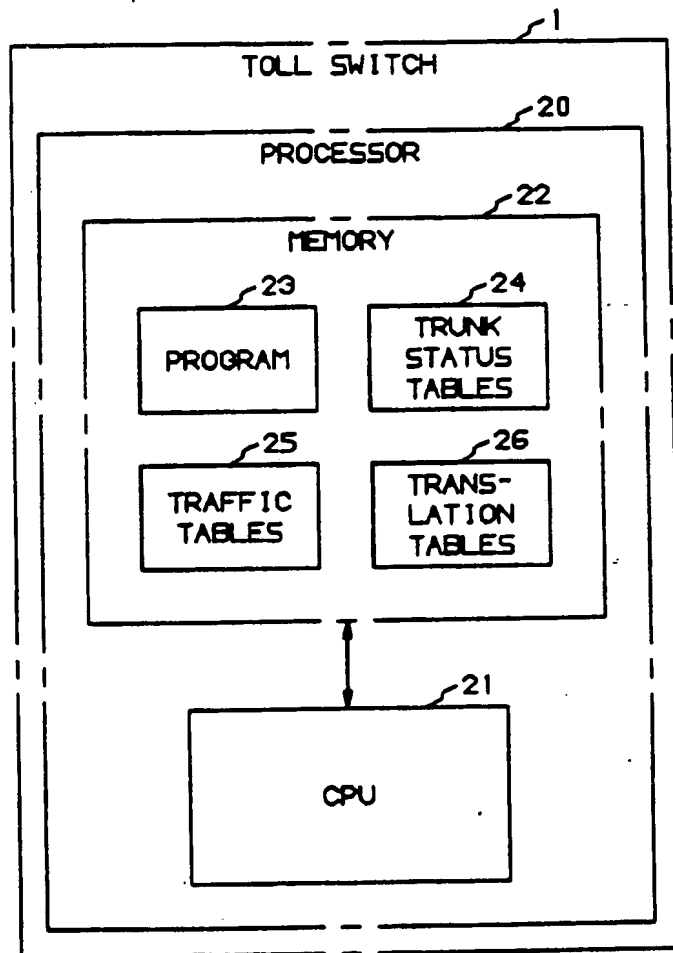 1
TOLL SWITCH
20
PROCESSOR
22
MEMORY
23
PROGRAM
24
TRUNK
STATUS
TABLES
25
TRAFFIC
TABLES
26
TRANS-
LATION
TABLES
21
CPU